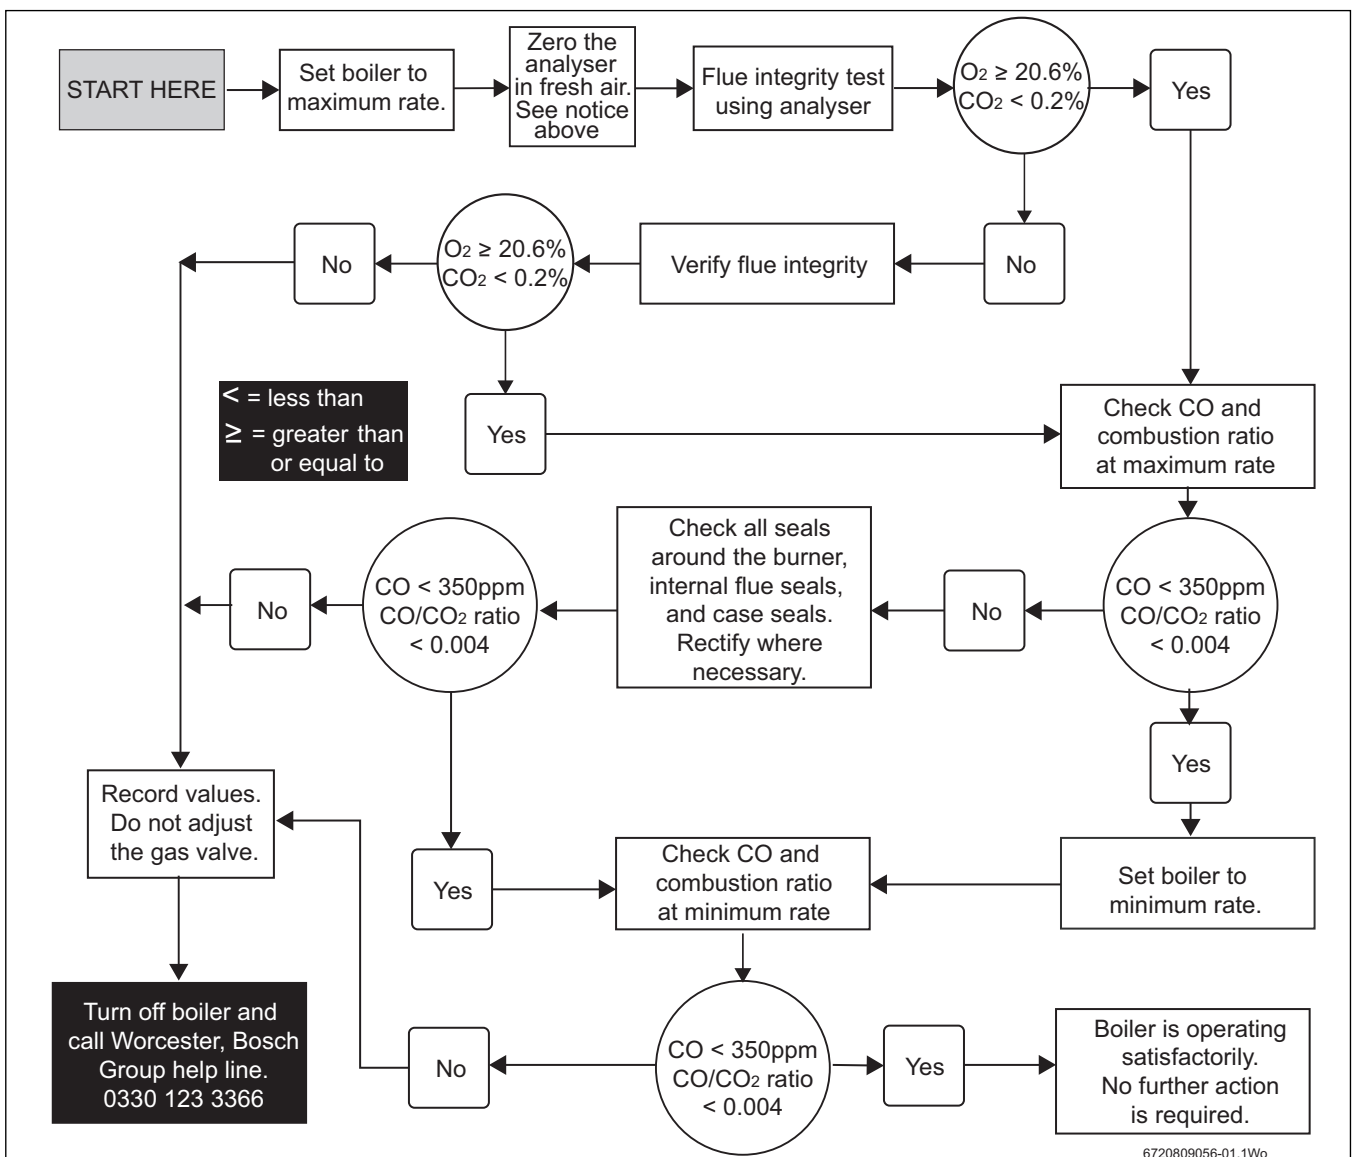 START HERE
Set boiler to
maximum rate.
Zero the
analyser
in fresh air.
See notice
above
Flue integrity test
using analyser
O2 ≥ 20.6%
CO2 < 0.2%
Yes
No
Verify flue integrity
O2 ≥ 20.6%
CO2 < 0.2%
No
Yes
< = less than
≥ = greater than
or equal to
Check CO and
combustion ratio
at maximum rate
CO < 350ppm
CO/CO2 ratio
< 0.004
No
Check all seals
around the burner,
internal flue seals,
and case seals.
Rectify where
necessary.
CO < 350ppm
CO/CO2 ratio
< 0.004
No
Yes
Set boiler to
minimum rate.
Yes
Check CO and
combustion ratio
at minimum rate
Record values.
Do not adjust
the gas valve.
Turn off boiler and
call Worcester, Bosch
Group help line.
0330 123 3366
No
CO < 350ppm
CO/CO2 ratio
< 0.004
Yes
Boiler is operating
satisfactorily.
No further action
is required.
6720809056-01.1Wo